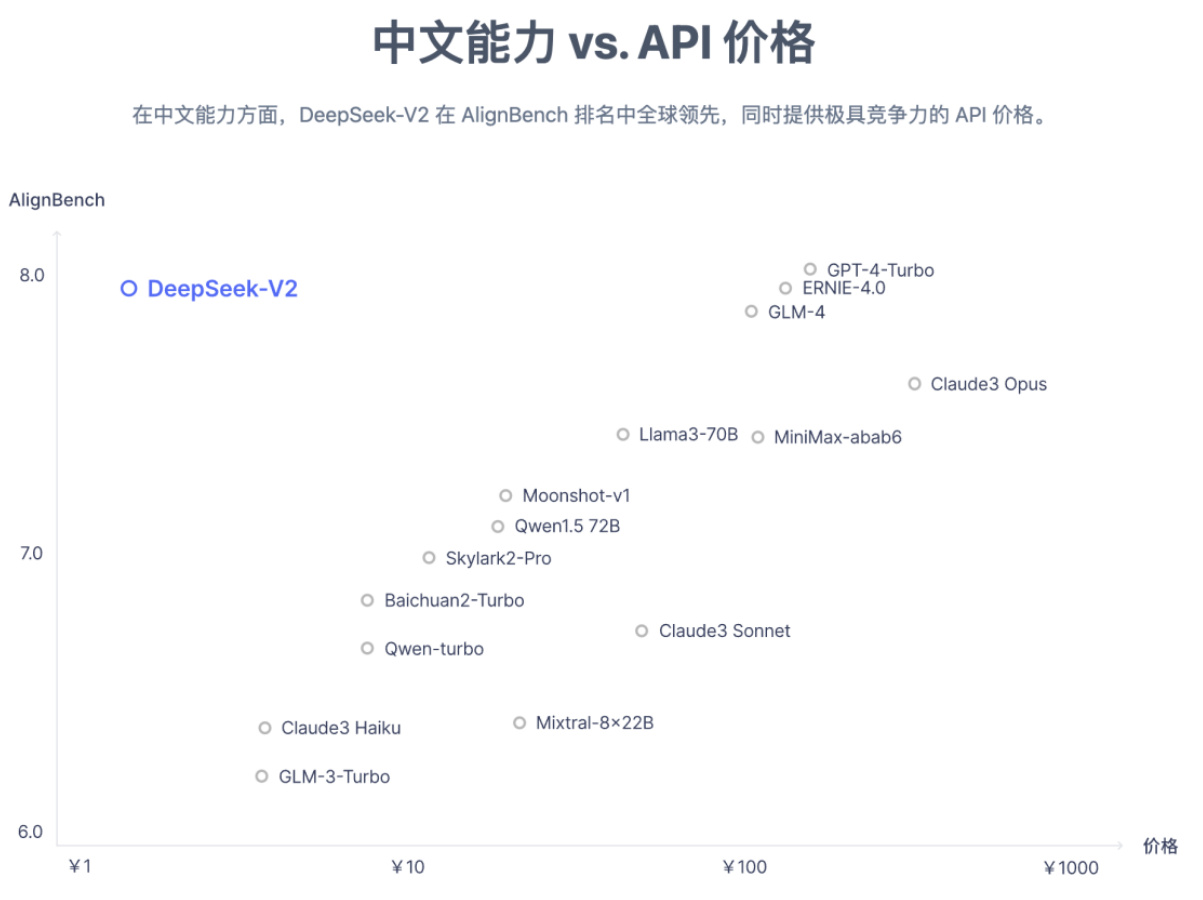 中文能力 vs. API 价格
在中文能力方面，DeepSeek-V2 在 AlignBench 排名中全球领先，同时提供极具竞争力的 API 价格。
AlignBench
8.0
DeepSeek-V2
GPT-4-Turbo
ERNIE-4.0
GLM-4
Claude3 Opus
Llama3-70B
MiniMax-abab6
Moonshot-v1
Qwen1.5 72B
7.0
Skylark2-Pro
Baichuan2-Turbo
Claude3 Sonnet
Qwen-turbo
Mixtral-8×22B
Claude3 Haiku
GLM-3-Turbo
6.0
价格
¥1
¥10
¥100
¥1000